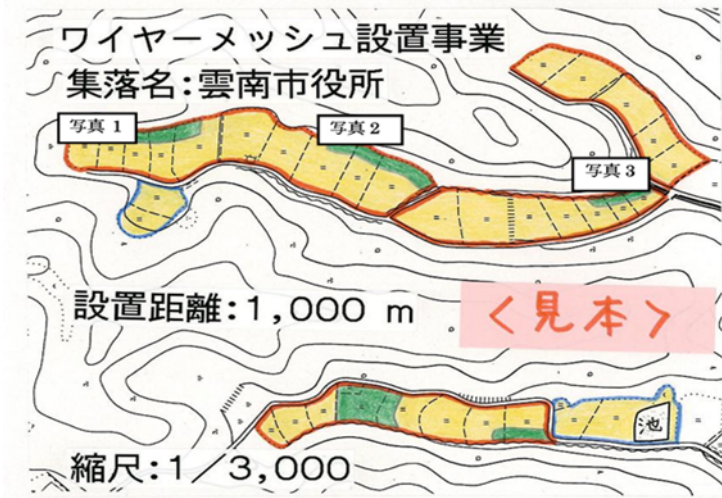 ワイヤーメッシュ設置事業
集落名:雲南市役所
写真1
写真2
写真3
設置距離:1,000 m
<見本>
池
縮尺:1/3,000